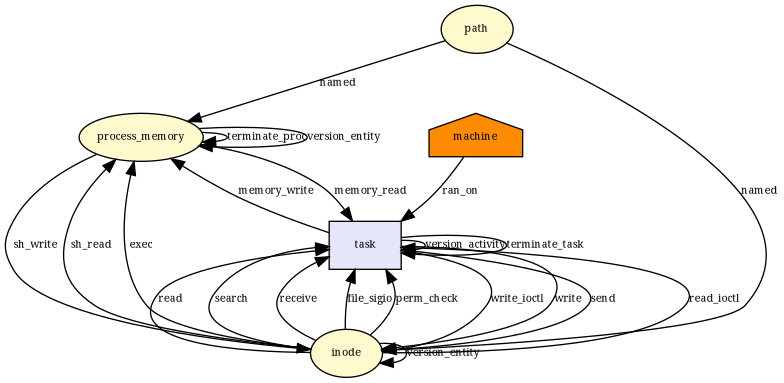 path
named
process_memory
terminate_proc
version_entity
machine
memory_write
memory_read
ran_on
named
sh_write
sh_read
exec
task
version_activity
terminate_task
read
search
receive
file_sigio
perm_check
write_ioctl
write
send
read_ioctl
inode
version_entity